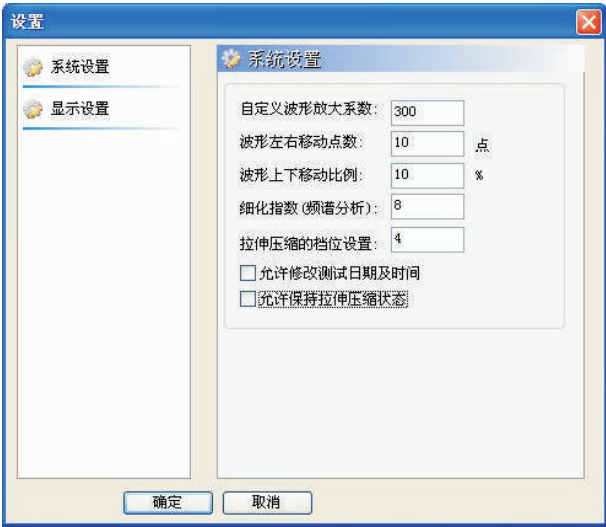 设置
系统设置
显示设置
系统设置
自定义波形放大系数: 300
波形左右移动点数: 10 点
波形上下移动比例: 10 %
细化指数(频谱分析): 8
拉伸压缩的档位设置: 4
允许修改测试日期及时间
允许保持拉伸压缩状态
确定 取消